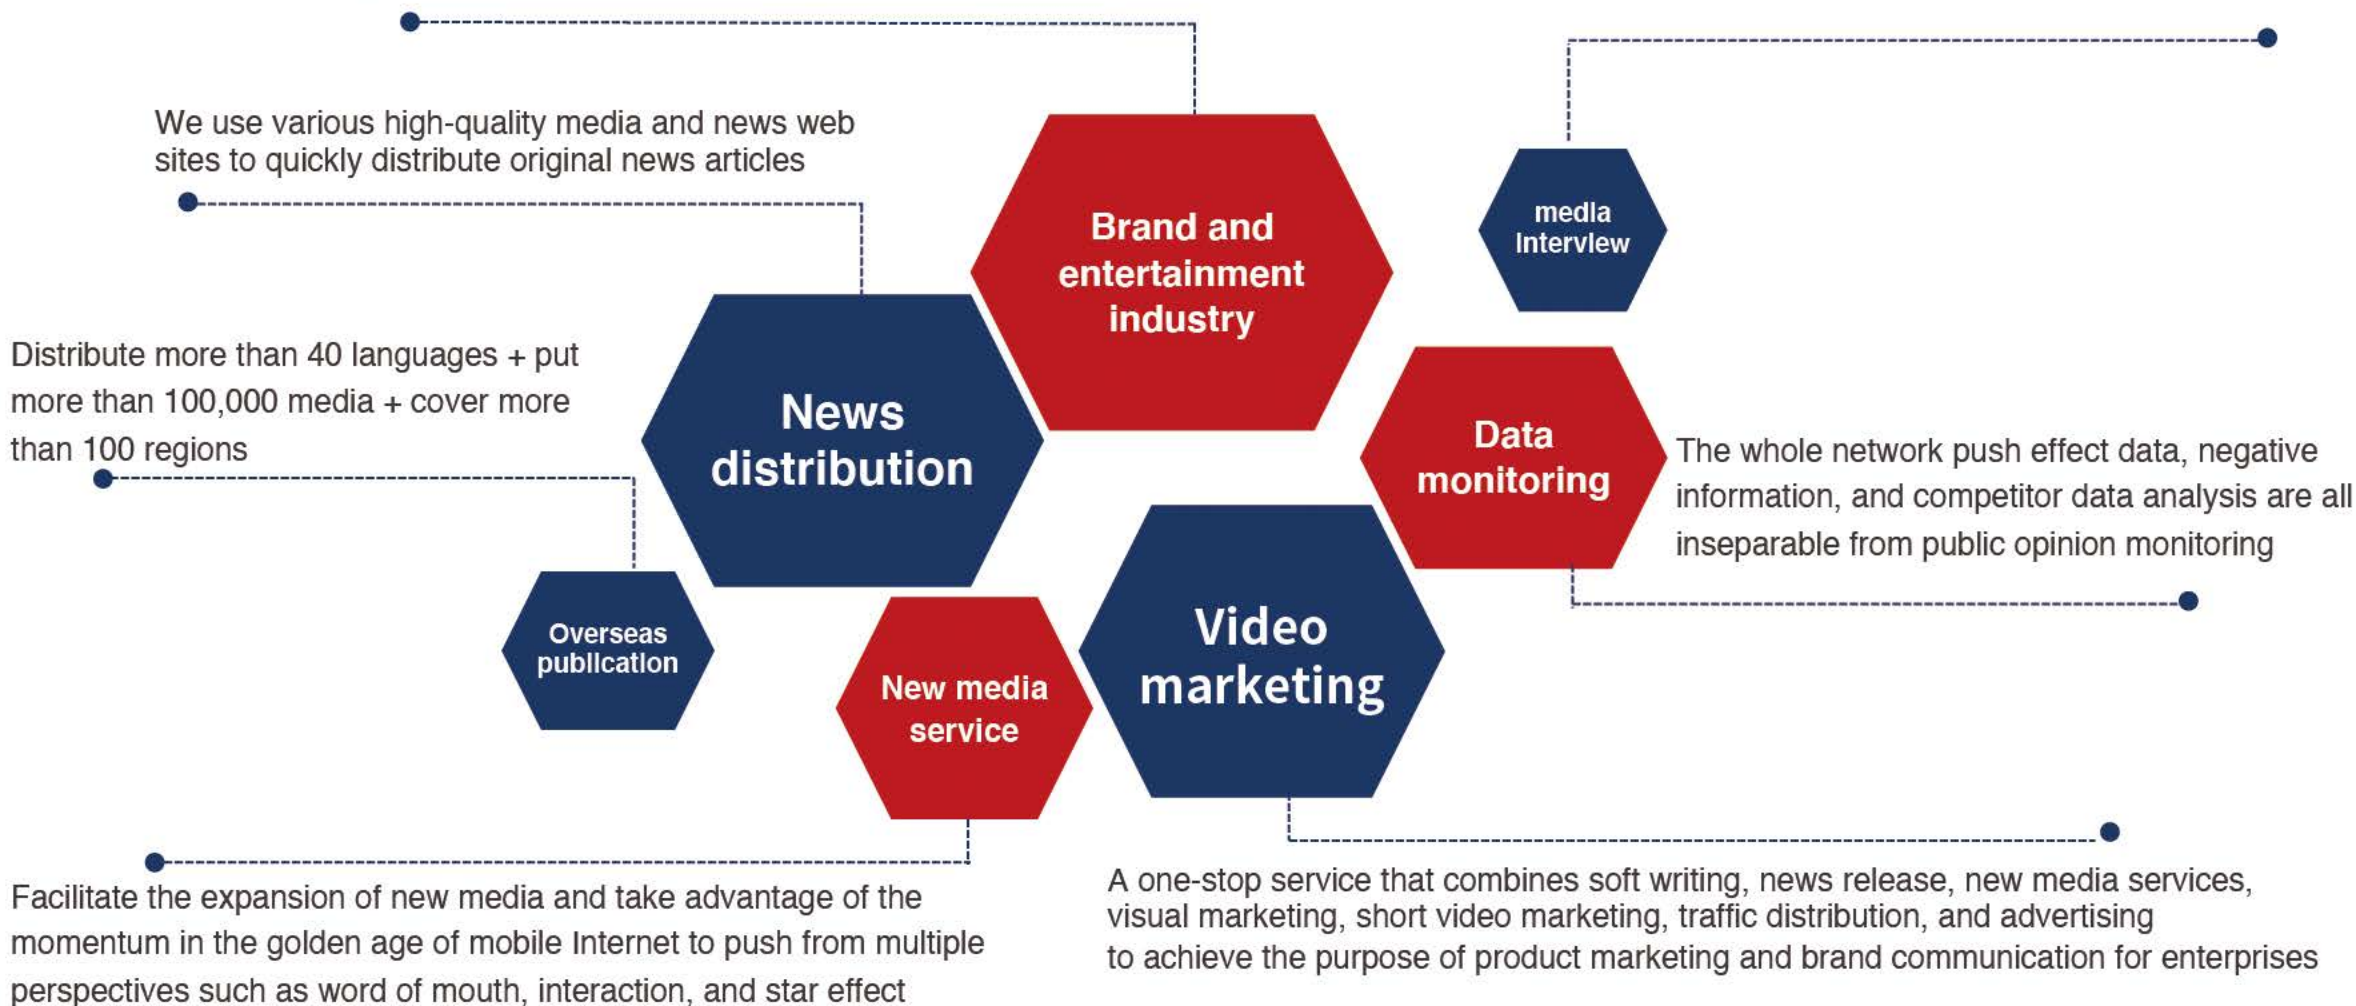 We use various high-quality media and news web
sites to quickly distribute original news articles
Brand and
entertainment
industry
media
Interview
Distribute more than 40 languages + put
more than 100,000 media + cover more
than 100 regions
News
distribution
Data
monitoring
The whole network push effect data, negative
information, and competitor data analysis are all
inseparable from public opinion monitoring
Overseas
publication
New media
service
Video
marketing
Facilitate the expansion of new media and take advantage of the
momentum in the golden age of mobile Internet to push from multiple
perspectives such as word of mouth, interaction, and star effect
A one-stop service that combines soft writing, news release, new media services,
visual marketing, short video marketing, traffic distribution, and advertising
to achieve the purpose of product marketing and brand communication for enterprises